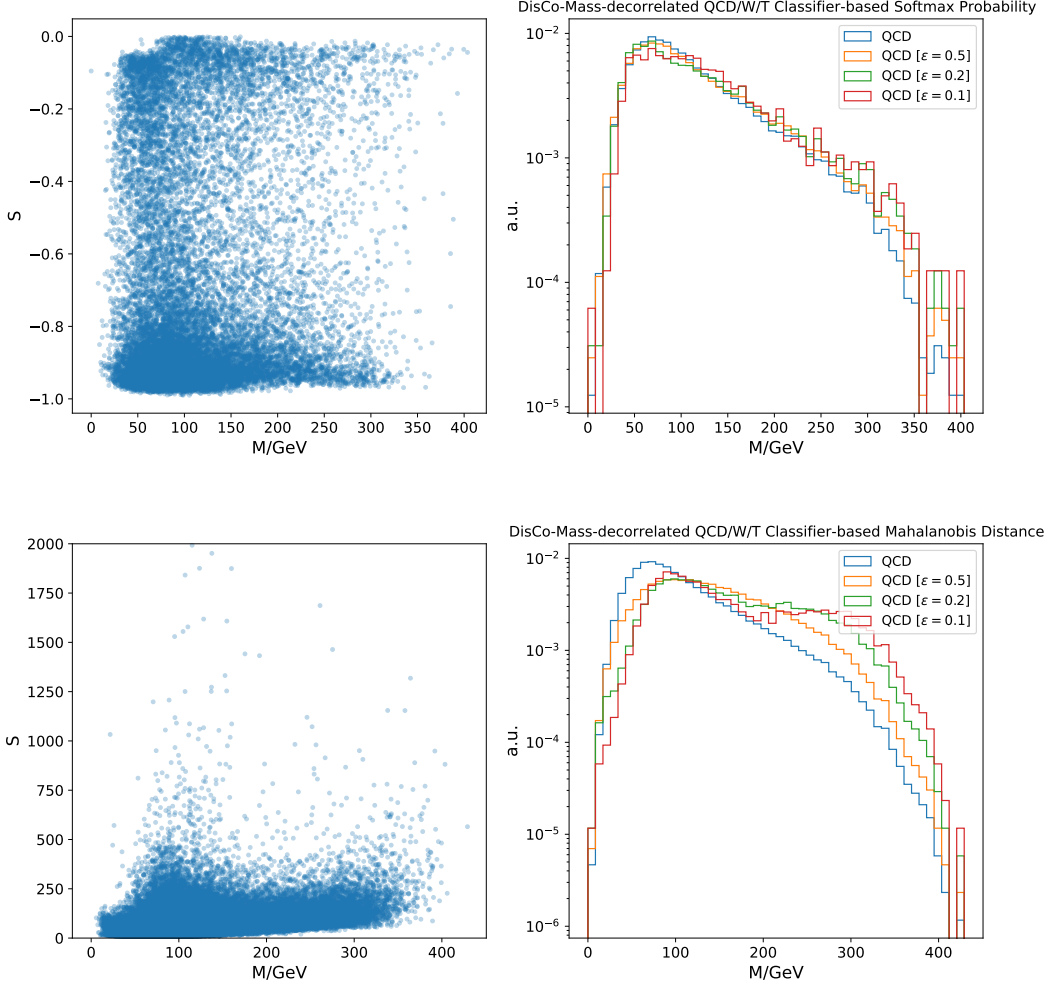 DisCo-Mass-decorrelated QCD/W/T Classifier-based Softmax Probability
0.0
−0.2
−0.4
−0.6
−0.8
−1.0
S
0
50
100
150
200
250
300
350
400
M/GeV
10⁻²
10⁻³
10⁻⁴
10⁻⁵
a.u.
QCD
QCD [ε = 0.5]
QCD [ε = 0.2]
QCD [ε = 0.1]
0
50
100
150
200
250
300
350
400
M/GeV
DisCo-Mass-decorrelated QCD/W/T Classifier-based Mahalanobis Distance
2000
1750
1500
1250
1000
750
500
250
0
S
0
100
200
300
400
M/GeV
10⁻²
10⁻³
10⁻⁴
10⁻⁵
10⁻⁶
a.u.
QCD
QCD [ε = 0.5]
QCD [ε = 0.2]
QCD [ε = 0.1]
0
100
200
300
400
M/GeV